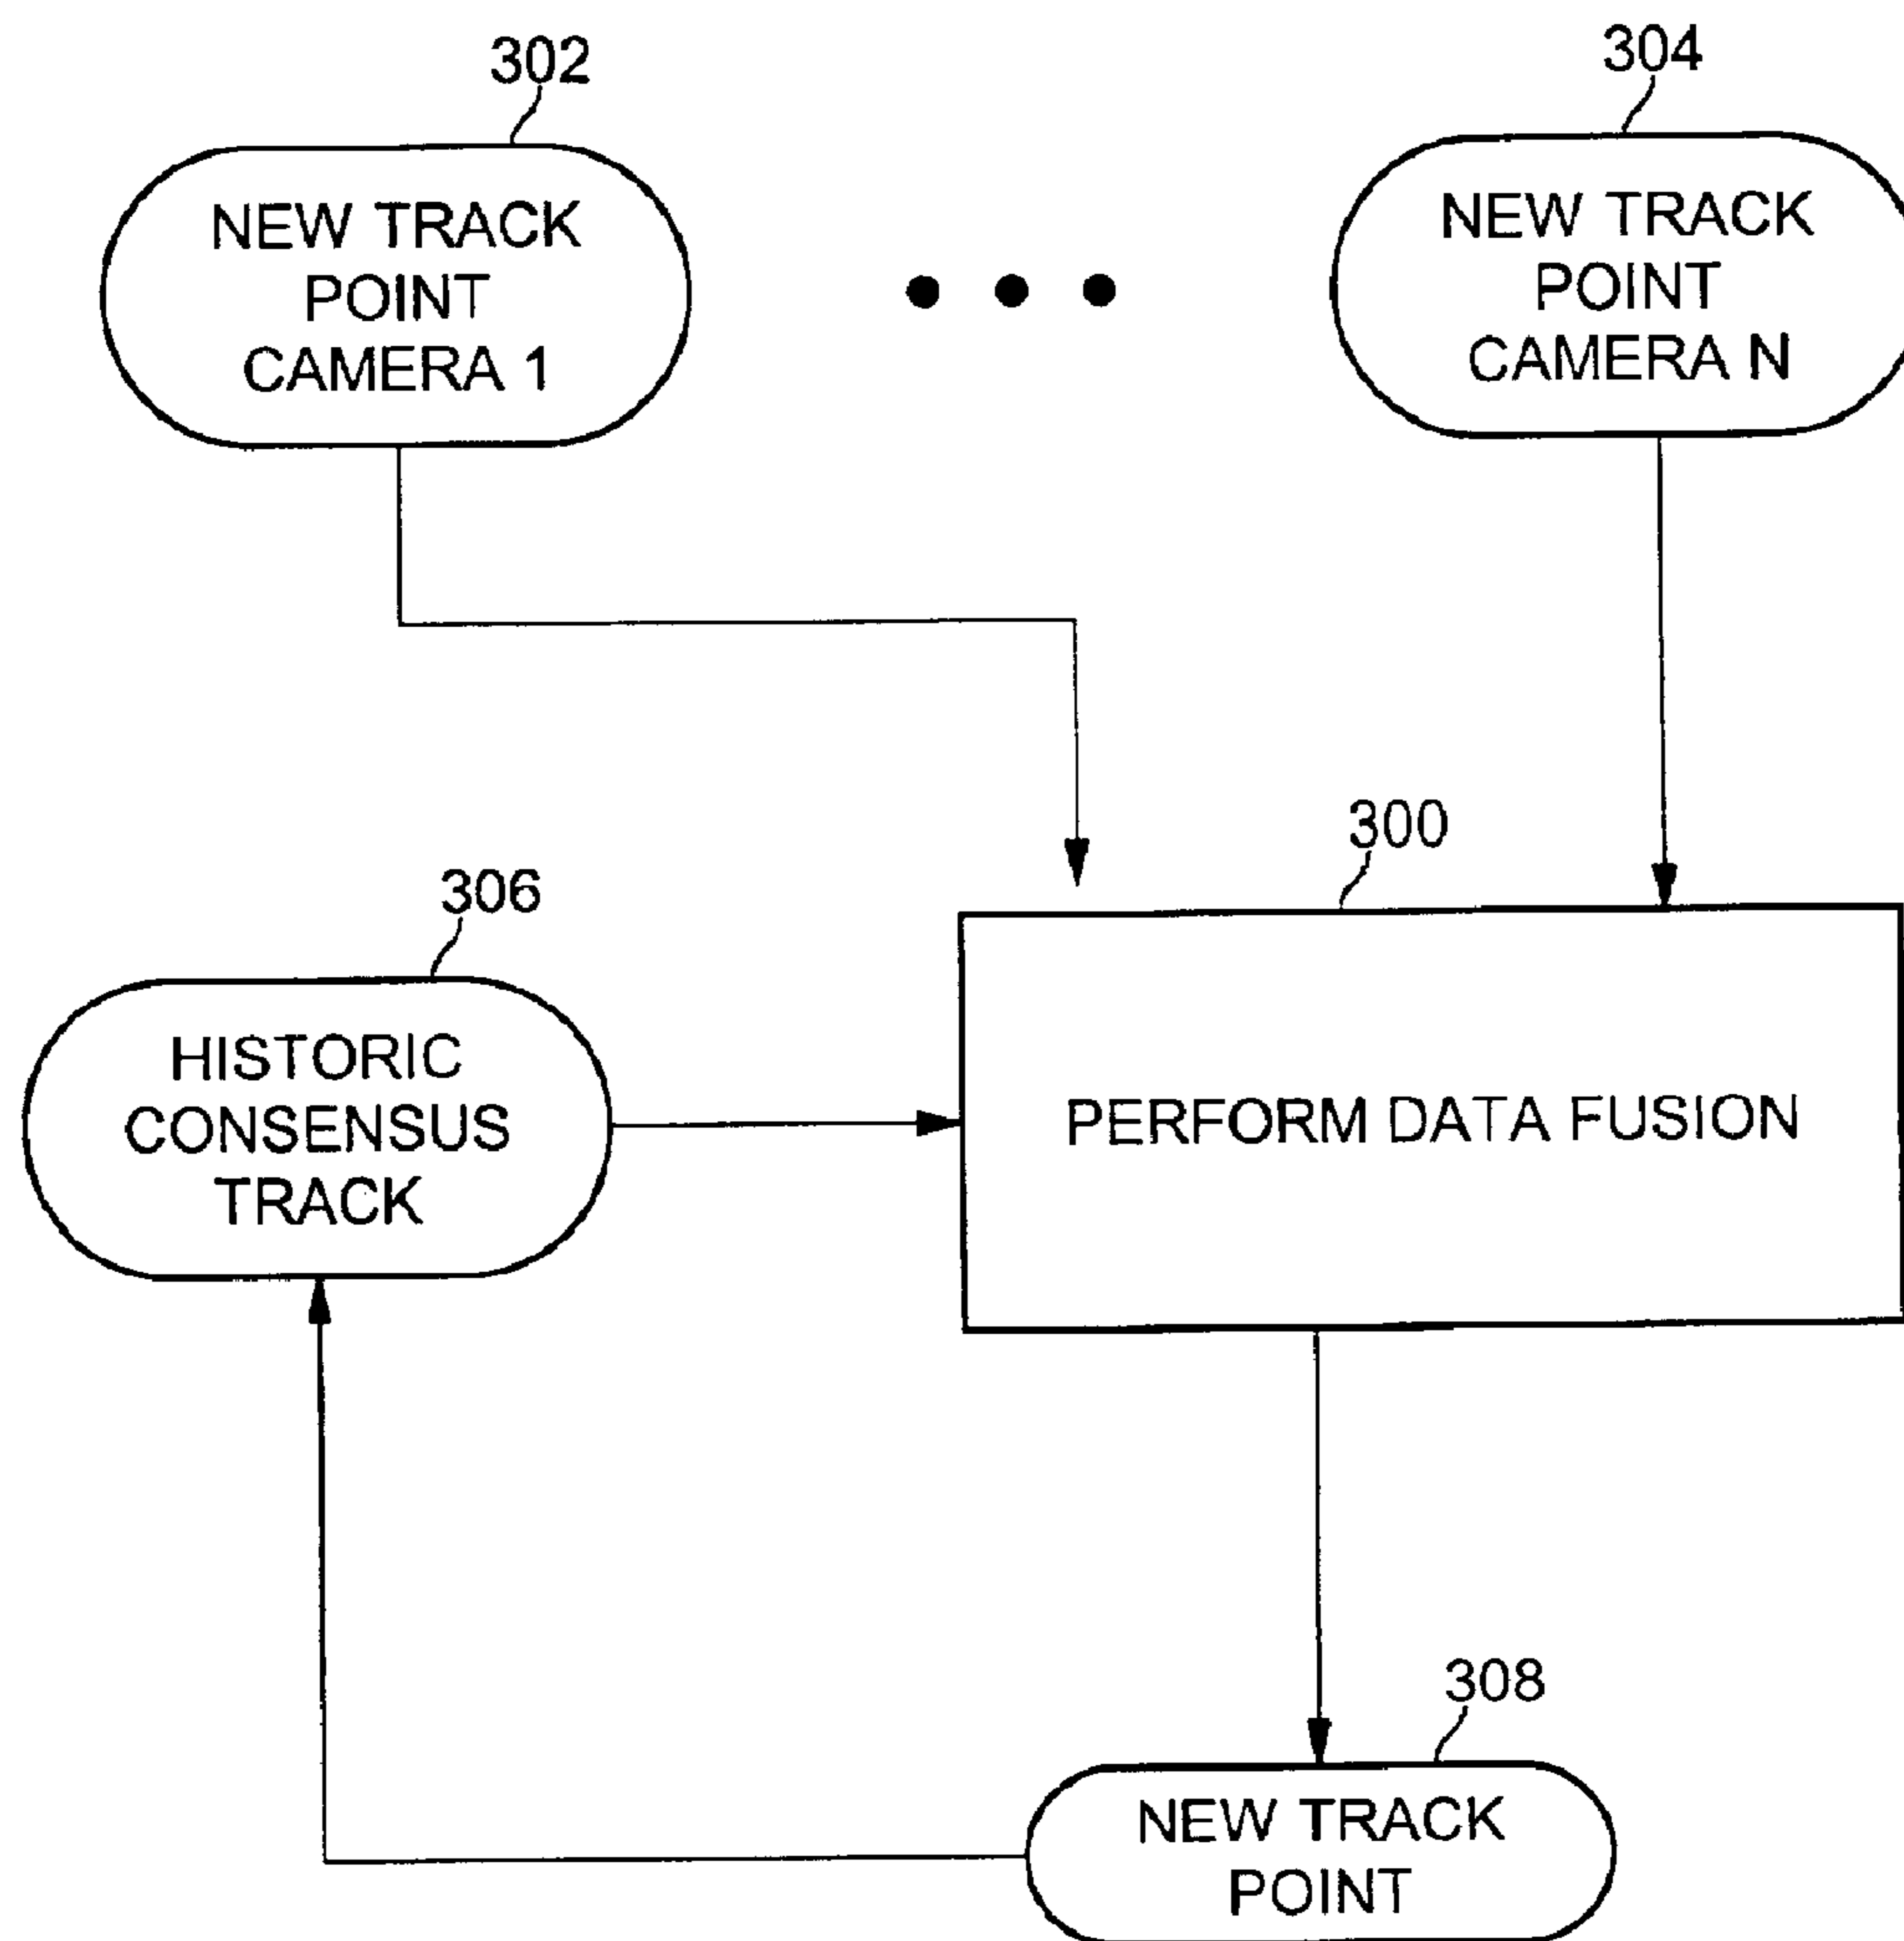 302
NEW TRACK
POINT
CAMERA 1
304
NEW TRACK
POINT
CAMERA N
300
PERFORM DATA FUSION
306
HISTORIC
CONSENSUS
TRACK
308
NEW TRACK
POINT